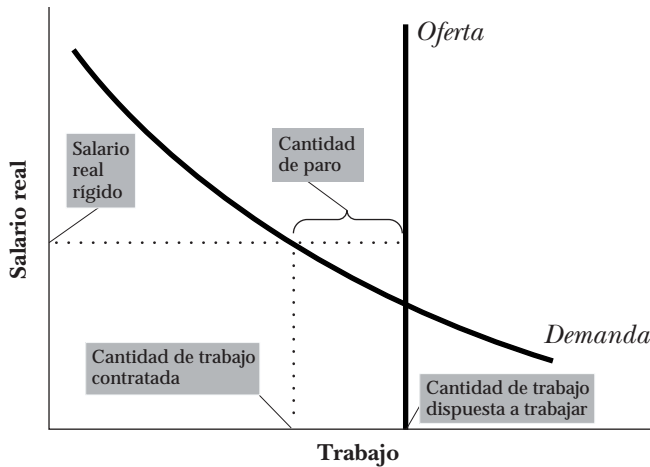 Oferta
Cantidad
de paro
Salario
real
rígido
Salario real
Demanda
Cantidad de trabajo
contratada
Cantidad de trabajo
dispuesta a trabajar
Trabajo